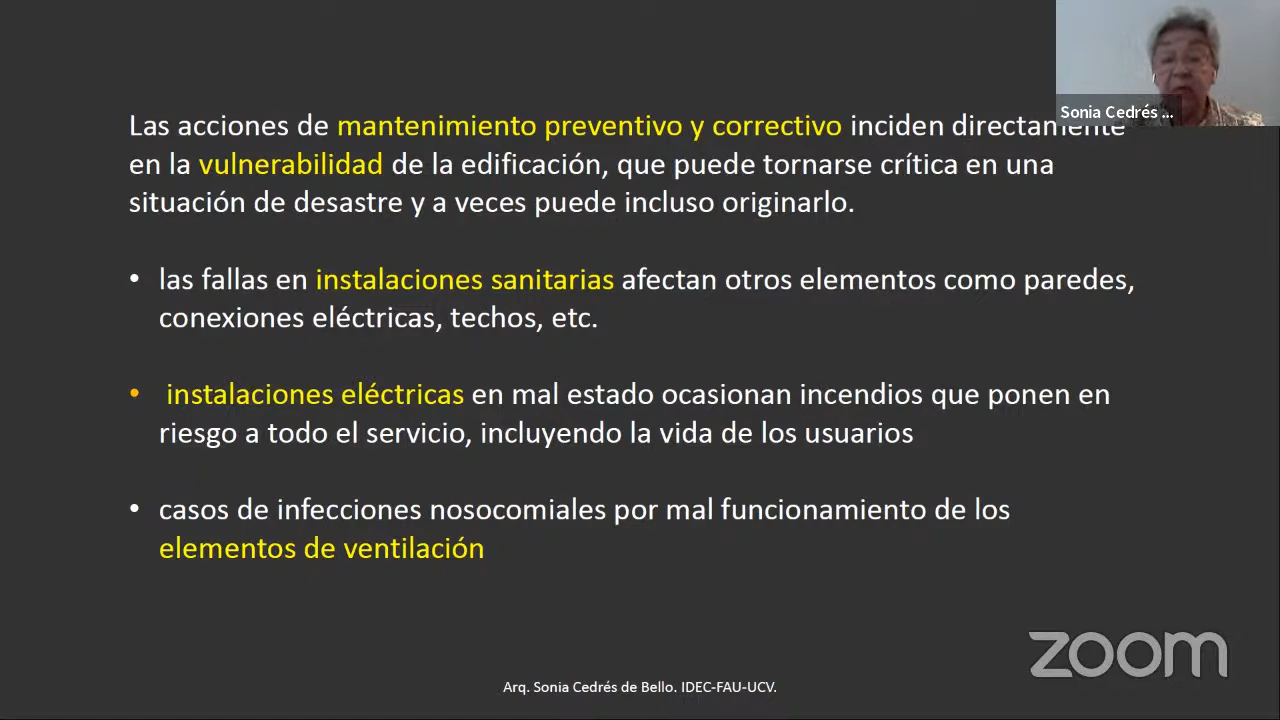 Sonia Cedrés ...
Las acciones de mantenimiento preventivo y correctivo inciden directamente
en la vulnerabilidad de la edificación, que puede tornarse crítica en una
situación de desastre y a veces puede incluso originarlo.
• las fallas en instalaciones sanitarias afectan otros elementos como paredes,
conexiones eléctricas, techos, etc.
• instalaciones eléctricas en mal estado ocasionan incendios que ponen en
riesgo a todo el servicio, incluyendo la vida de los usuarios
• casos de infecciones nosocomiales por mal funcionamiento de los
elementos de ventilación
zoom
Arq. Sonia Cedrés de Bello. IDEC-FAU-UCV.